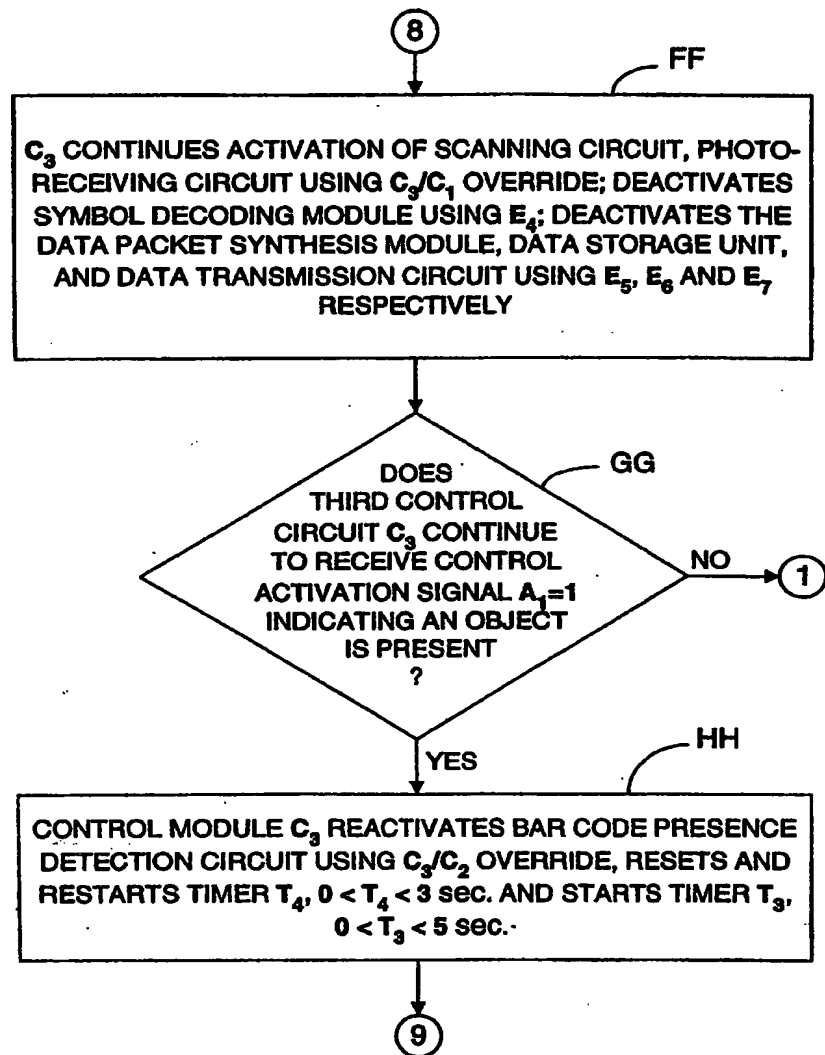 8
FF
C₃ CONTINUES ACTIVATION OF SCANNING CIRCUIT, PHOTO-
RECEIVING CIRCUIT USING C₃/C₁ OVERRIDE; DEACTIVATES
SYMBOL DECODING MODULE USING E₄; DEACTIVATES THE
DATA PACKET SYNTHESIS MODULE, DATA STORAGE UNIT,
AND DATA TRANSMISSION CIRCUIT USING E₅, E₆ AND E₇
RESPECTIVELY
GG
DOES
THIRD CONTROL
CIRCUIT C₃ CONTINUE
TO RECEIVE CONTROL
ACTIVATION SIGNAL A₁=1
INDICATING AN OBJECT
IS PRESENT
?
NO
1
YES
HH
CONTROL MODULE C₃ REACTIVATES BAR CODE PRESENCE
DETECTION CIRCUIT USING C₃/C₂ OVERRIDE, RESETS AND
RESTARTS TIMER T₄, 0 < T₄ < 3 sec. AND STARTS TIMER T₃,
0 < T₃ < 5 sec.
9